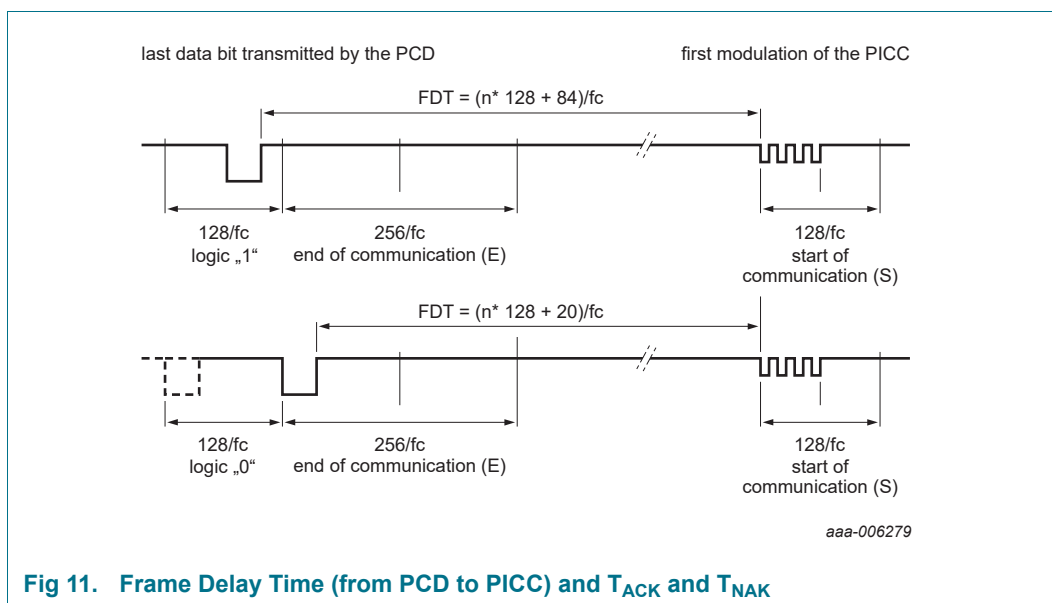 last data bit transmitted by the PCD
first modulation of the PICC
FDT = (n* 128 + 84)/fc
128/fc
logic „1“
256/fc
end of communication (E)
128/fc
start of
communication (S)
FDT = (n* 128 + 20)/fc
128/fc
logic „0“
256/fc
end of communication (E)
128/fc
start of
communication (S)
aaa-006279
Fig 11. Frame Delay Time (from PCD to PICC) and TACK and TNAK